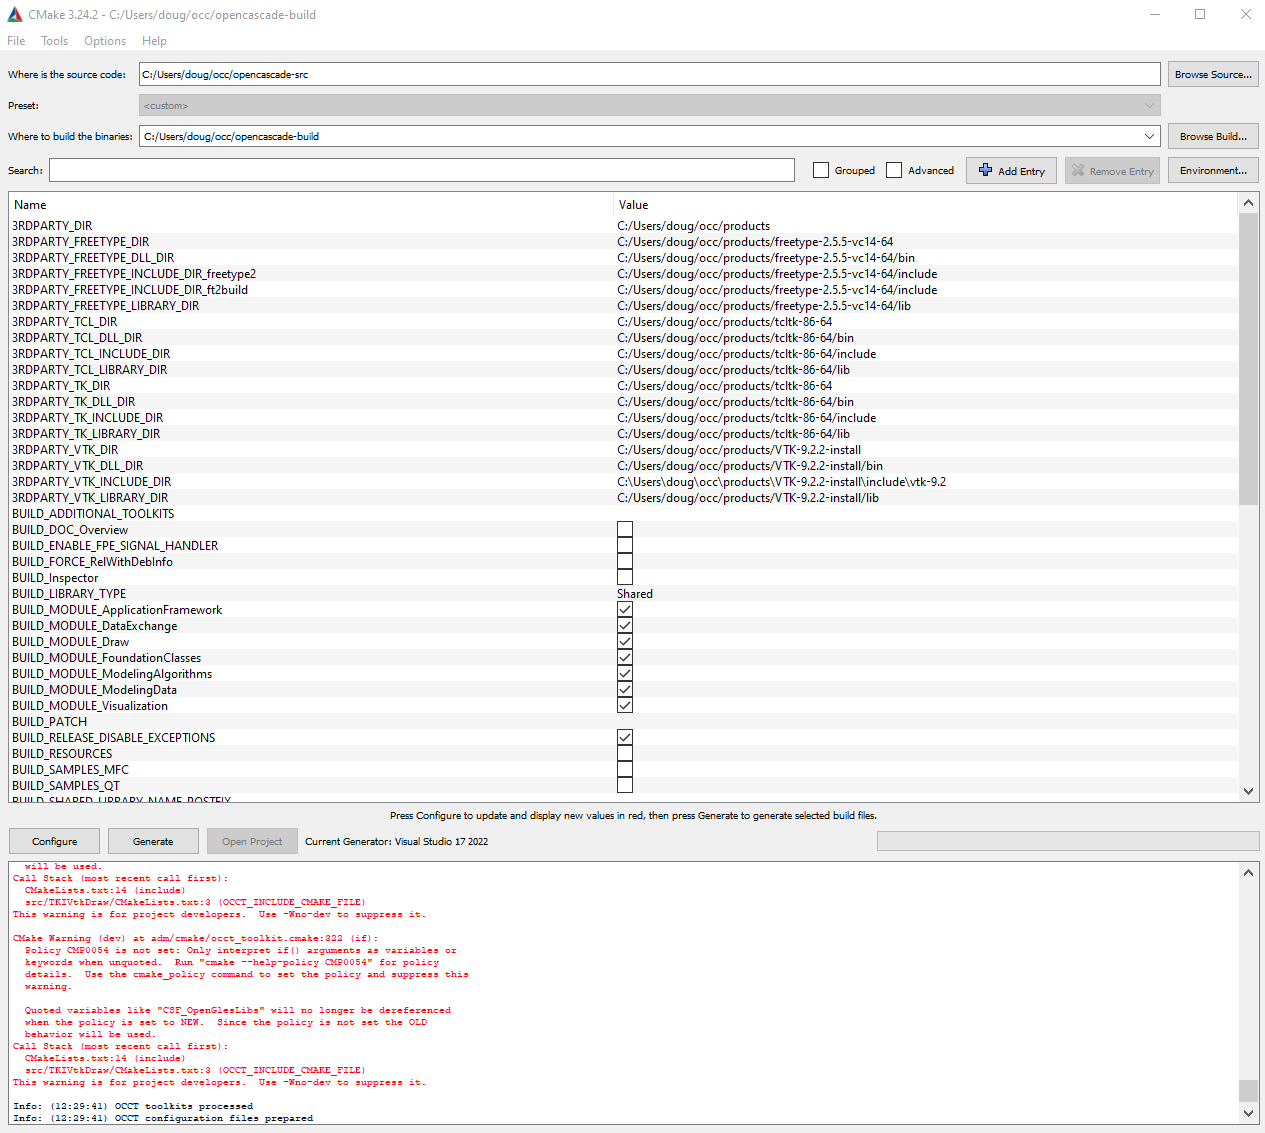 CMake 3.24.2 - C:/Users/doug/occ/opencascade-build
File Tools Options Help
Where is the source code: C:/Users/doug/occ/opencascade-src Browse Source...
Preset: <custom>
Where to build the binaries: C:/Users/doug/occ/opencascade-build Browse Build...
Search: Grouped Advanced Add Entry Remove Entry Environment...
Name Value
3RDPARTY_DIR C:/Users/doug/occ/products
3RDPARTY_FREETYPE_DIR C:/Users/doug/occ/products/freetype-2.5.5-vc14-64
3RDPARTY_FREETYPE_DLL_DIR C:/Users/doug/occ/products/freetype-2.5.5-vc14-64/bin
3RDPARTY_FREETYPE_INCLUDE_DIR_freetype2 C:/Users/doug/occ/products/freetype-2.5.5-vc14-64/include
3RDPARTY_FREETYPE_INCLUDE_DIR_ft2build C:/Users/doug/occ/products/freetype-2.5.5-vc14-64/include
3RDPARTY_FREETYPE_LIBRARY_DIR C:/Users/doug/occ/products/freetype-2.5.5-vc14-64/lib
3RDPARTY_TCL_DIR C:/Users/doug/occ/products/tcltk-86-64
3RDPARTY_TCL_DLL_DIR C:/Users/doug/occ/products/tcltk-86-64/bin
3RDPARTY_TCL_INCLUDE_DIR C:/Users/doug/occ/products/tcltk-86-64/include
3RDPARTY_TCL_LIBRARY_DIR C:/Users/doug/occ/products/tcltk-86-64/lib
3RDPARTY_TK_DIR C:/Users/doug/occ/products/tcltk-86-64
3RDPARTY_TK_DLL_DIR C:/Users/doug/occ/products/tcltk-86-64/bin
3RDPARTY_TK_INCLUDE_DIR C:/Users/doug/occ/products/tcltk-86-64/include
3RDPARTY_TK_LIBRARY_DIR C:/Users/doug/occ/products/tcltk-86-64/lib
3RDPARTY_VTK_DIR C:/Users/doug/occ/products/VTK-9.2.2-install
3RDPARTY_VTK_DLL_DIR C:/Users/doug/occ/products/VTK-9.2.2-install/bin
3RDPARTY_VTK_INCLUDE_DIR C:\Users\doug\occ\products\VTK-9.2.2-install\include\vtk-9.2
3RDPARTY_VTK_LIBRARY_DIR C:/Users/doug/occ/products/VTK-9.2.2-install/lib
BUILD_ADDITIONAL_TOOLKITS
BUILD_DOC_Overview
BUILD_ENABLE_FPE_SIGNAL_HANDLER
BUILD_FORCE_RelWithDebInfo
BUILD_Inspector
BUILD_LIBRARY_TYPE Shared
BUILD_MODULE_ApplicationFramework
BUILD_MODULE_DataExchange
BUILD_MODULE_Draw
BUILD_MODULE_FoundationClasses
BUILD_MODULE_ModelingAlgorithms
BUILD_MODULE_ModelingData
BUILD_MODULE_Visualization
BUILD_PATCH
BUILD_RELEASE_DISABLE_EXCEPTIONS
BUILD_RESOURCES
BUILD_SAMPLES_MFC
BUILD_SAMPLES_QT
BUILD_SHARED_LIBRARY_NAME_POSTFIX
Press Configure to update and display new values in red, then press Generate to generate selected build files.
Configure Generate Open Project Current Generator: Visual Studio 17 2022
will be used.
Call Stack (most recent call first):
CMakeLists.txt:14 (include)
src/TKIVtkDraw/CMakeLists.txt:3 (OCCT_INCLUDE_CMAKE_FILE)
This warning is for project developers.  Use -Wno-dev to suppress it.
CMake Warning (dev) at adm/cmake/occt_toolkit.cmake:322 (if):
Policy CMP0054 is not set: Only interpret if() arguments as variables or
keywords when unquoted.  Run "cmake --help-policy CMP0054" for policy
details.  Use the cmake_policy command to set the policy and suppress this
warning.
Quoted variables like "CSF_OpenGlesLibs" will no longer be dereferenced
when the policy is set to NEW.  Since the policy is not set the OLD
behavior will be used.
Call Stack (most recent call first):
CMakeLists.txt:14 (include)
src/TKIVtkDraw/CMakeLists.txt:3 (OCCT_INCLUDE_CMAKE_FILE)
This warning is for project developers.  Use -Wno-dev to suppress it.
Info: (12:29:41) OCCT toolkits processed
Info: (12:29:41) OCCT configuration files prepared